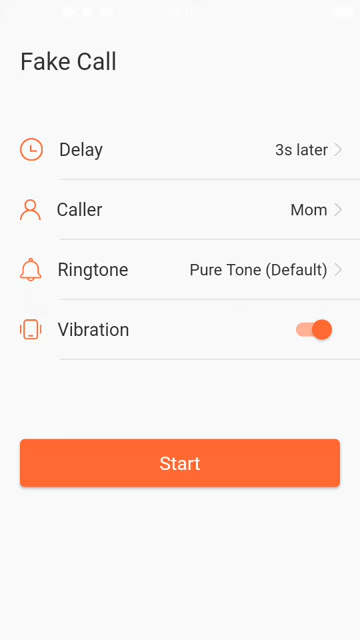 Fake Call
Delay 3s later
Caller Mom
Ringtone Pure Tone (Default)
Vibration
Start